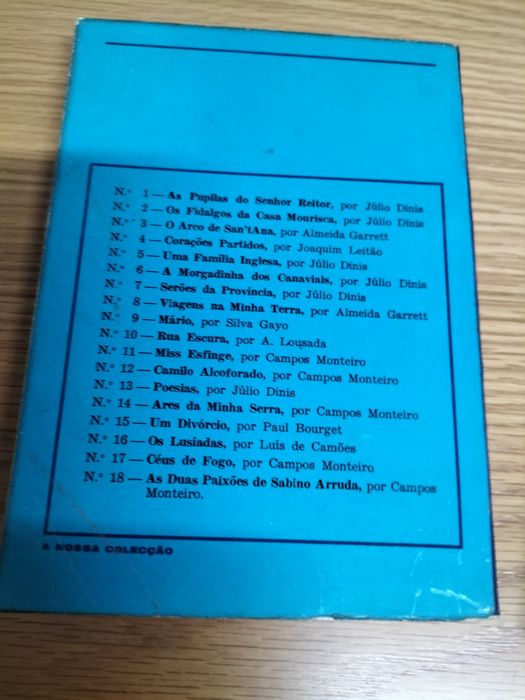 N.º 1 — As Pupilas do Senhor Reitor, por Júlio Dinis
N.º 2 — Os Fidalgos da Casa Mourisca, por Júlio Dinis
N.º 3 — O Arco de San'tAna, por Almeida Garrett
N.º 4 — Corações Partidos, por Joaquim Leitão
N.º 5 — Uma Família Inglesa, por Júlio Dinis
N.º 6 — A Morgadinha dos Canaviais, por Júlio Dinis
N.º 7 — Serões da Província, por Júlio Dinis
N.º 8 — Viagens na Minha Terra, por Almeida Garrett
N.º 9 — Mário, por Silva Gayo
N.º 10 — Rua Escura, por A. Lousada
N.º 11 — Miss Esfinge, por Campos Monteiro
N.º 12 — Camilo Alcoforado, por Campos Monteiro
N.º 13 — Poesias, por Júlio Dinis
N.º 14 — Ares da Minha Serra, por Campos Monteiro
N.º 15 — Um Divórcio, por Paul Bourget
N.º 16 — Os Lusíadas, por Luís de Camões
N.º 17 — Céus de Fogo, por Campos Monteiro
N.º 18 — As Duas Paixões de Sabino Arruda, por Campos
Monteiro.
A NOSSA COLECÇÃO